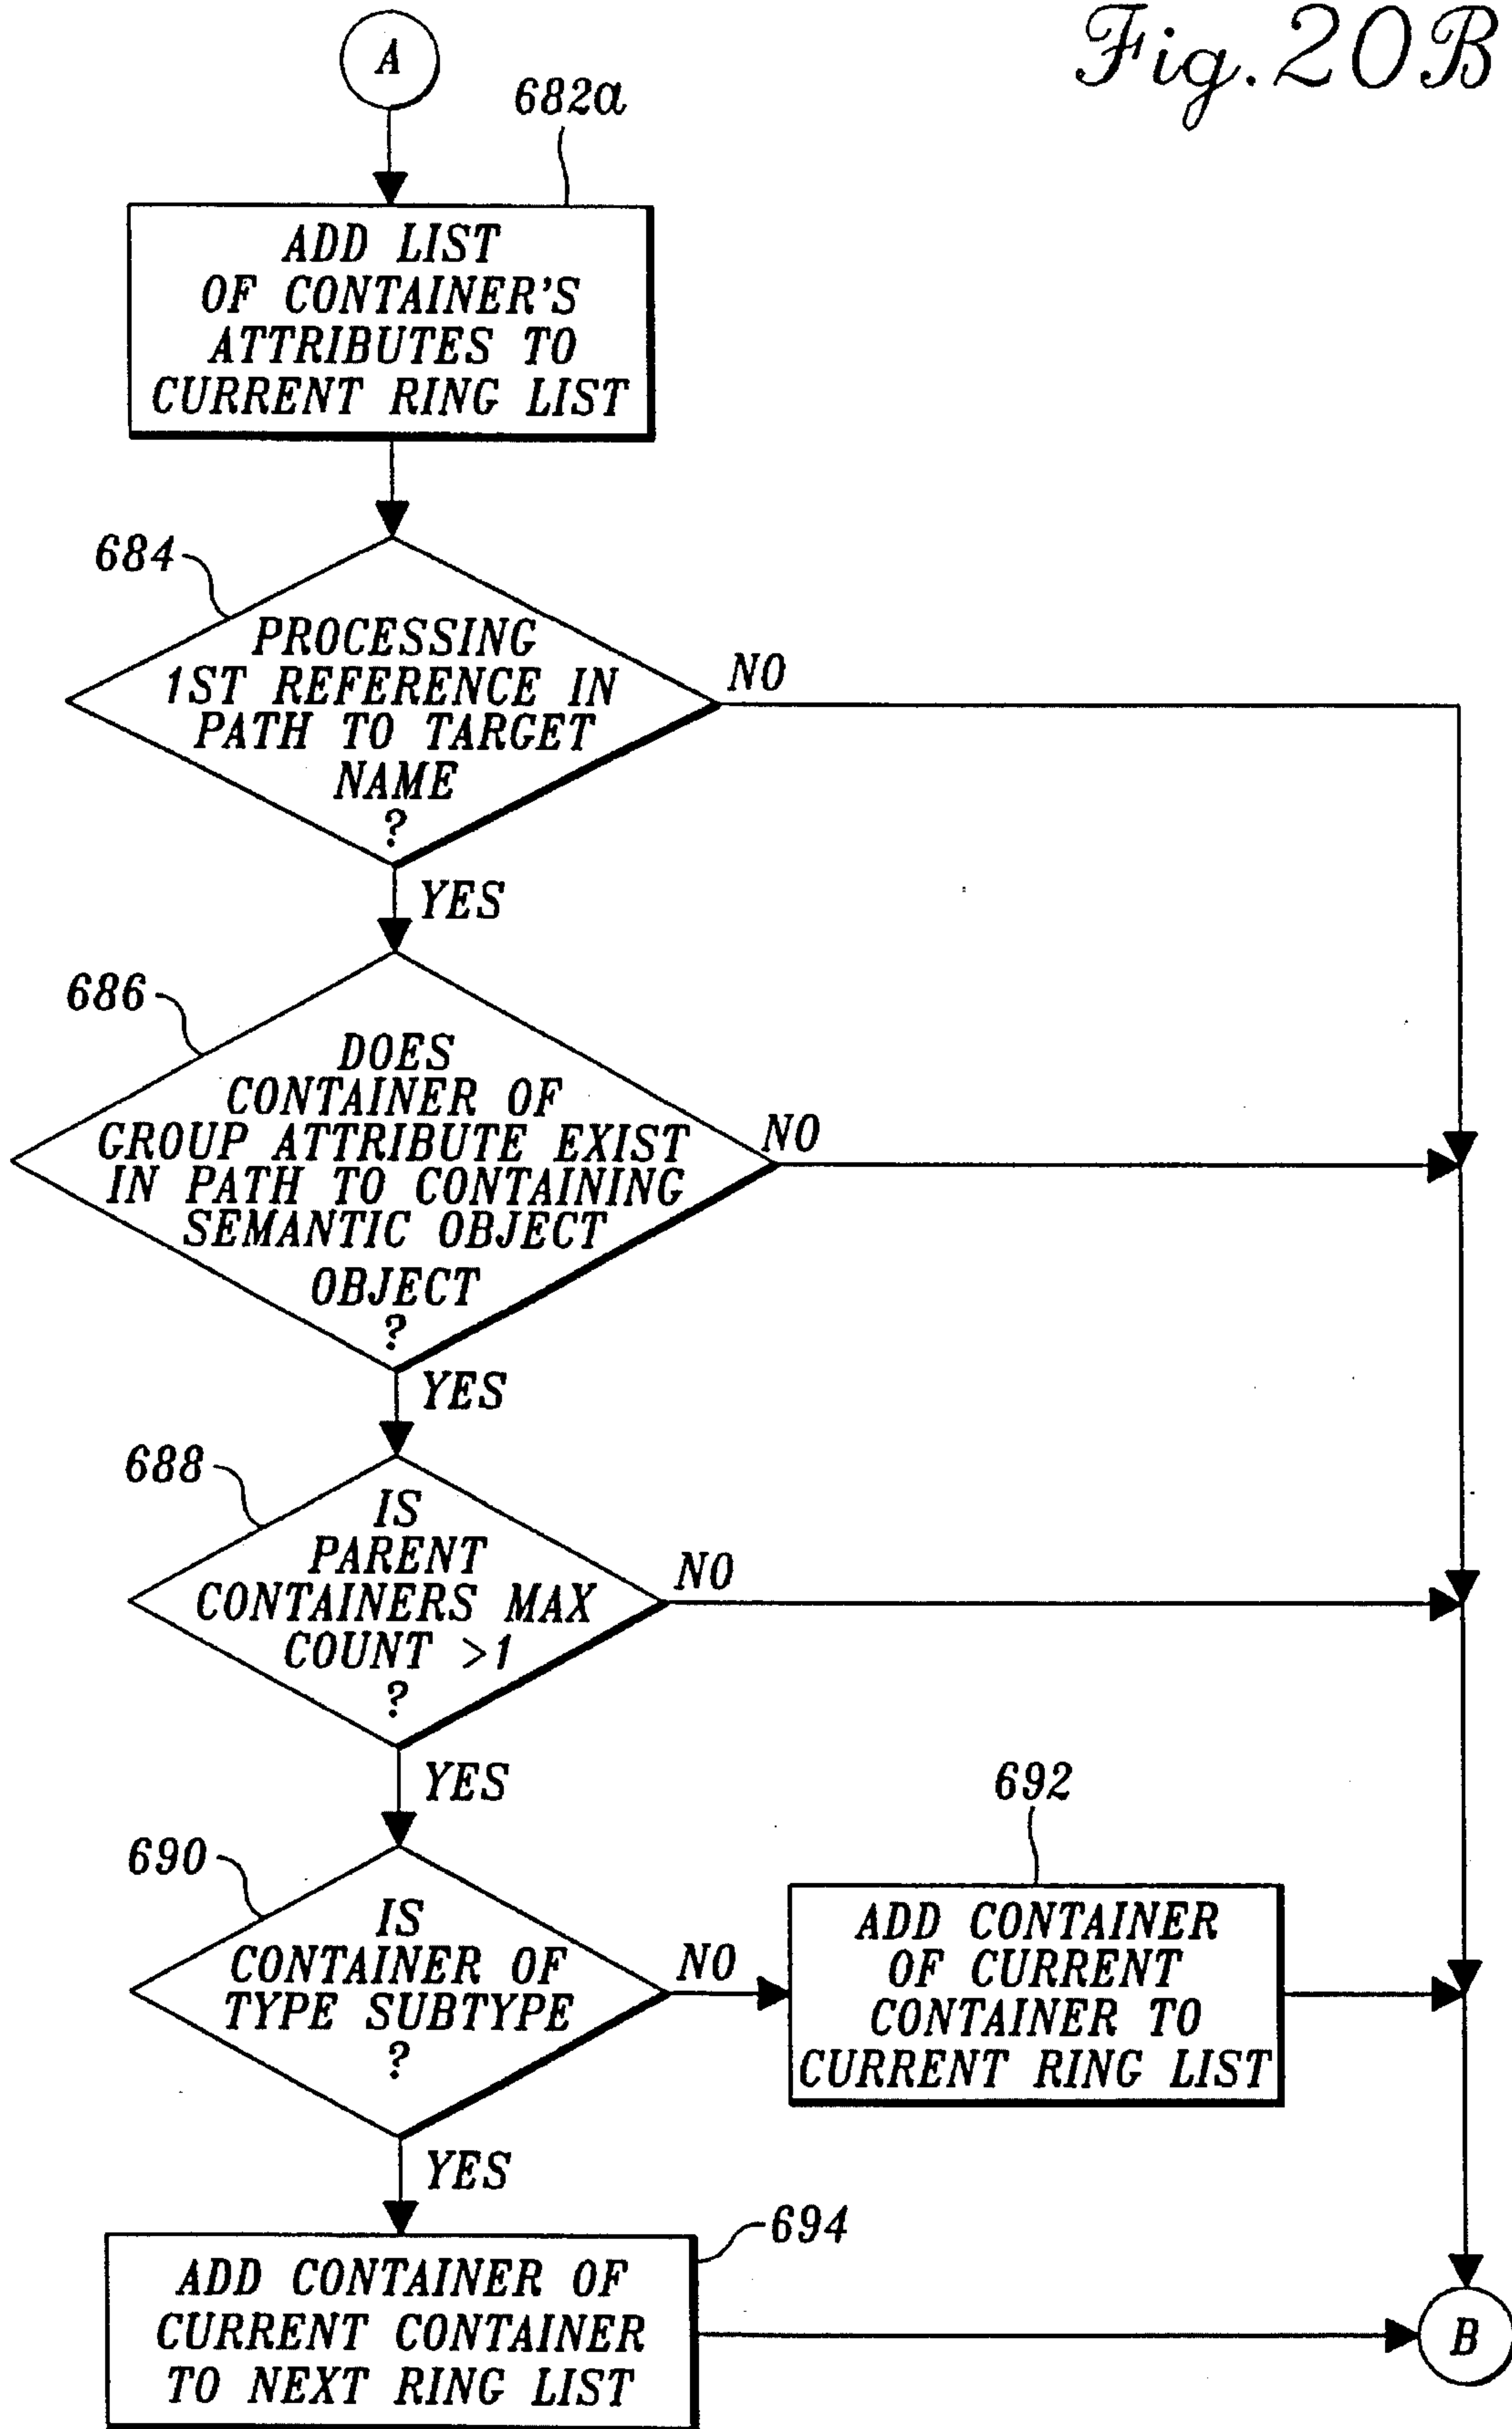 Fig. 20B
A
682a
ADD LIST
OF CONTAINER'S
ATTRIBUTES TO
CURRENT RING LIST
684
PROCESSING
1ST REFERENCE IN
PATH TO TARGET
NAME
?
NO
YES
686
DOES
CONTAINER OF
GROUP ATTRIBUTE EXIST
IN PATH TO CONTAINING
SEMANTIC OBJECT
OBJECT
?
NO
YES
688
IS
PARENT
CONTAINERS MAX
COUNT >1
?
NO
YES
690
IS
CONTAINER OF
TYPE SUBTYPE
?
NO
692
ADD CONTAINER
OF CURRENT
CONTAINER TO
CURRENT RING LIST
YES
694
ADD CONTAINER OF
CURRENT CONTAINER
TO NEXT RING LIST
B